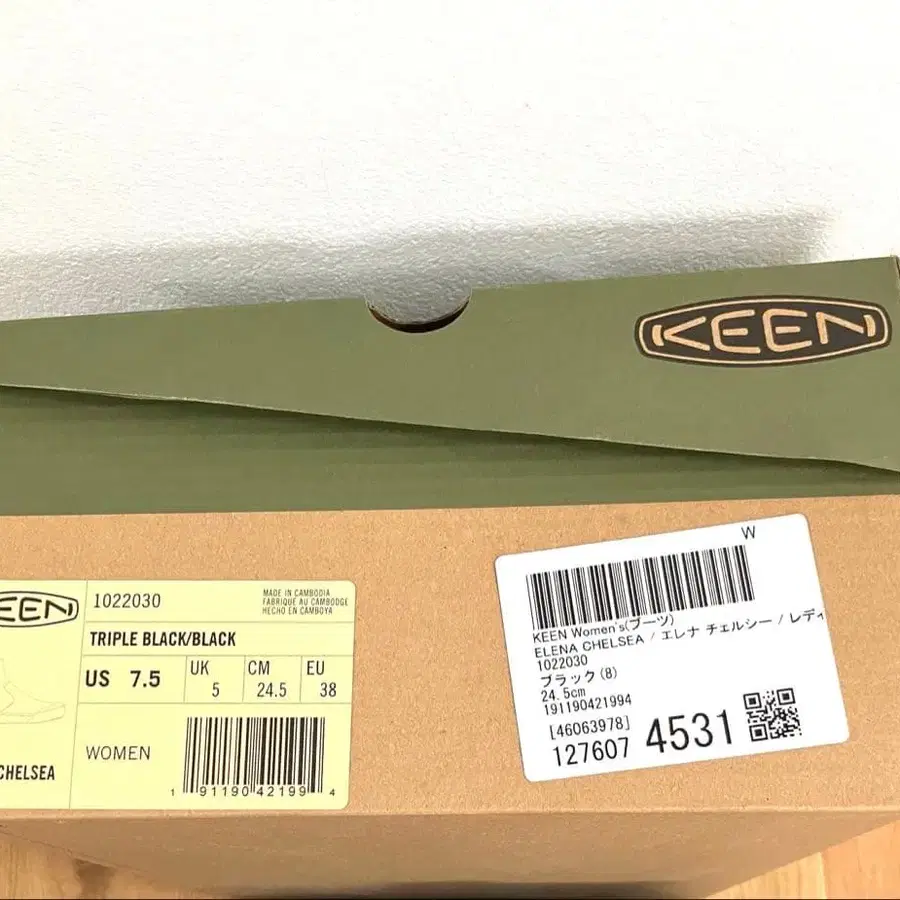 KEEN
EEN
1022030
MADE IN CAMBODIA
FABRIQUÉ AU CAMBODGE
HECHO EN CAMBOYA
TRIPLE BLACK/BLACK
US 7.5
UK 5
CM 24.5
EU 38
WOMEN
CHELSEA
1 91190 42199 4
W
KEEN Women's(ブーツ)
ELENA CHELSEA / エレナ チェルシー / レディ
1022030
ブラック(8)
24.5cm
191190421994
[46063978]
127607 4531